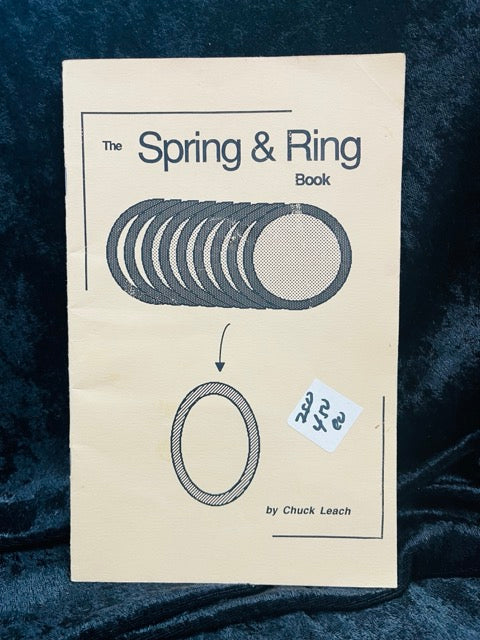 The Spring & Ring
Book
by Chuck Leach